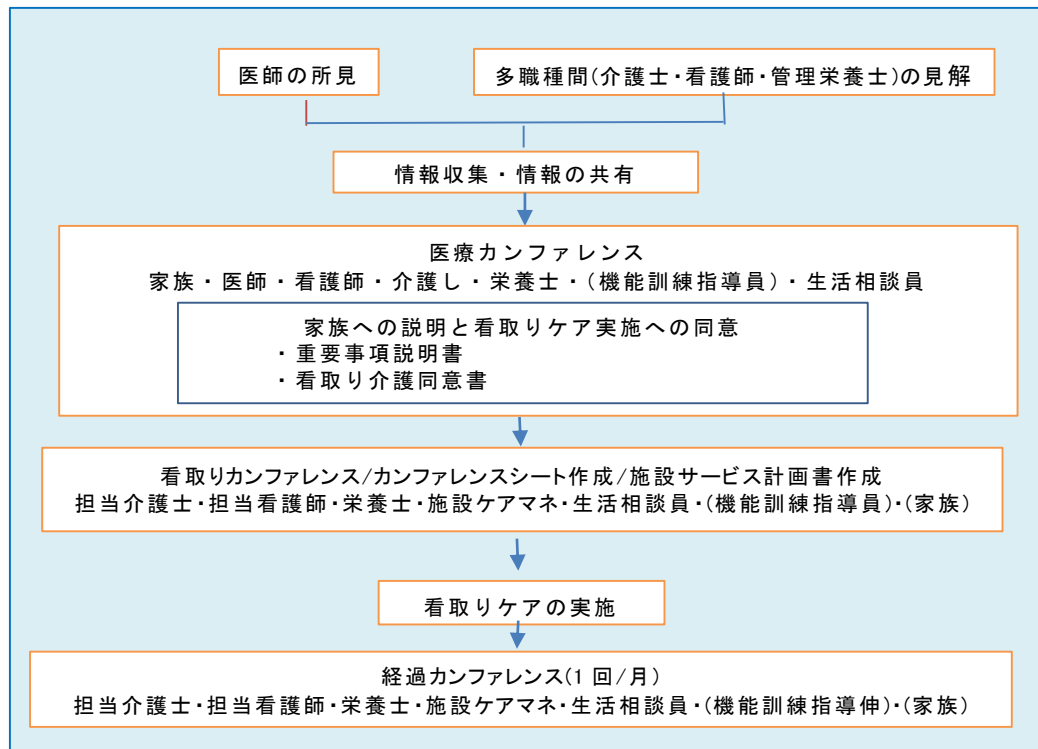 医師の所見
多職種間(介護士・看護師・管理栄養士)の見解
情報収集・情報の共有
医療カンファレンス
家族・医師・看護師・介護し・栄養士・(機能訓練指導員)・生活相談員
家族への説明と看取りケア実施への同意
・重要事項説明書
・看取り介護同意書
看取りカンファレンス/カンファレンスシート作成/施設サービス計画書作成
担当介護士・担当看護師・栄養士・施設ケアマネ・生活相談員・(機能訓練指導員)・(家族)
看取りケアの実施
経過カンファレンス(1回/月)
担当介護士・担当看護師・栄養士・施設ケアマネ・生活相談員・(機能訓練指導伸)・(家族)